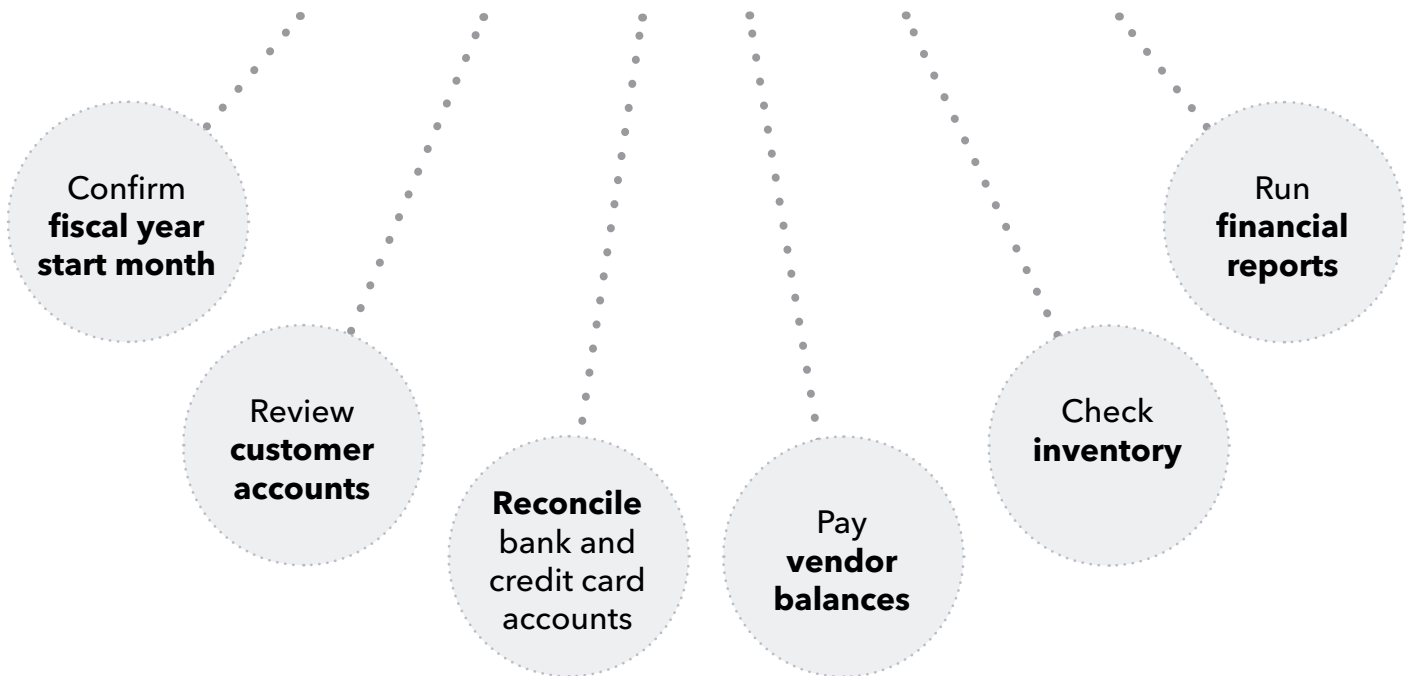 Confirm
fiscal year
start month
Review
customer
accounts
Reconcile
bank and
credit card
accounts
Pay
vendor
balances
Check
inventory
Run
financial
reports